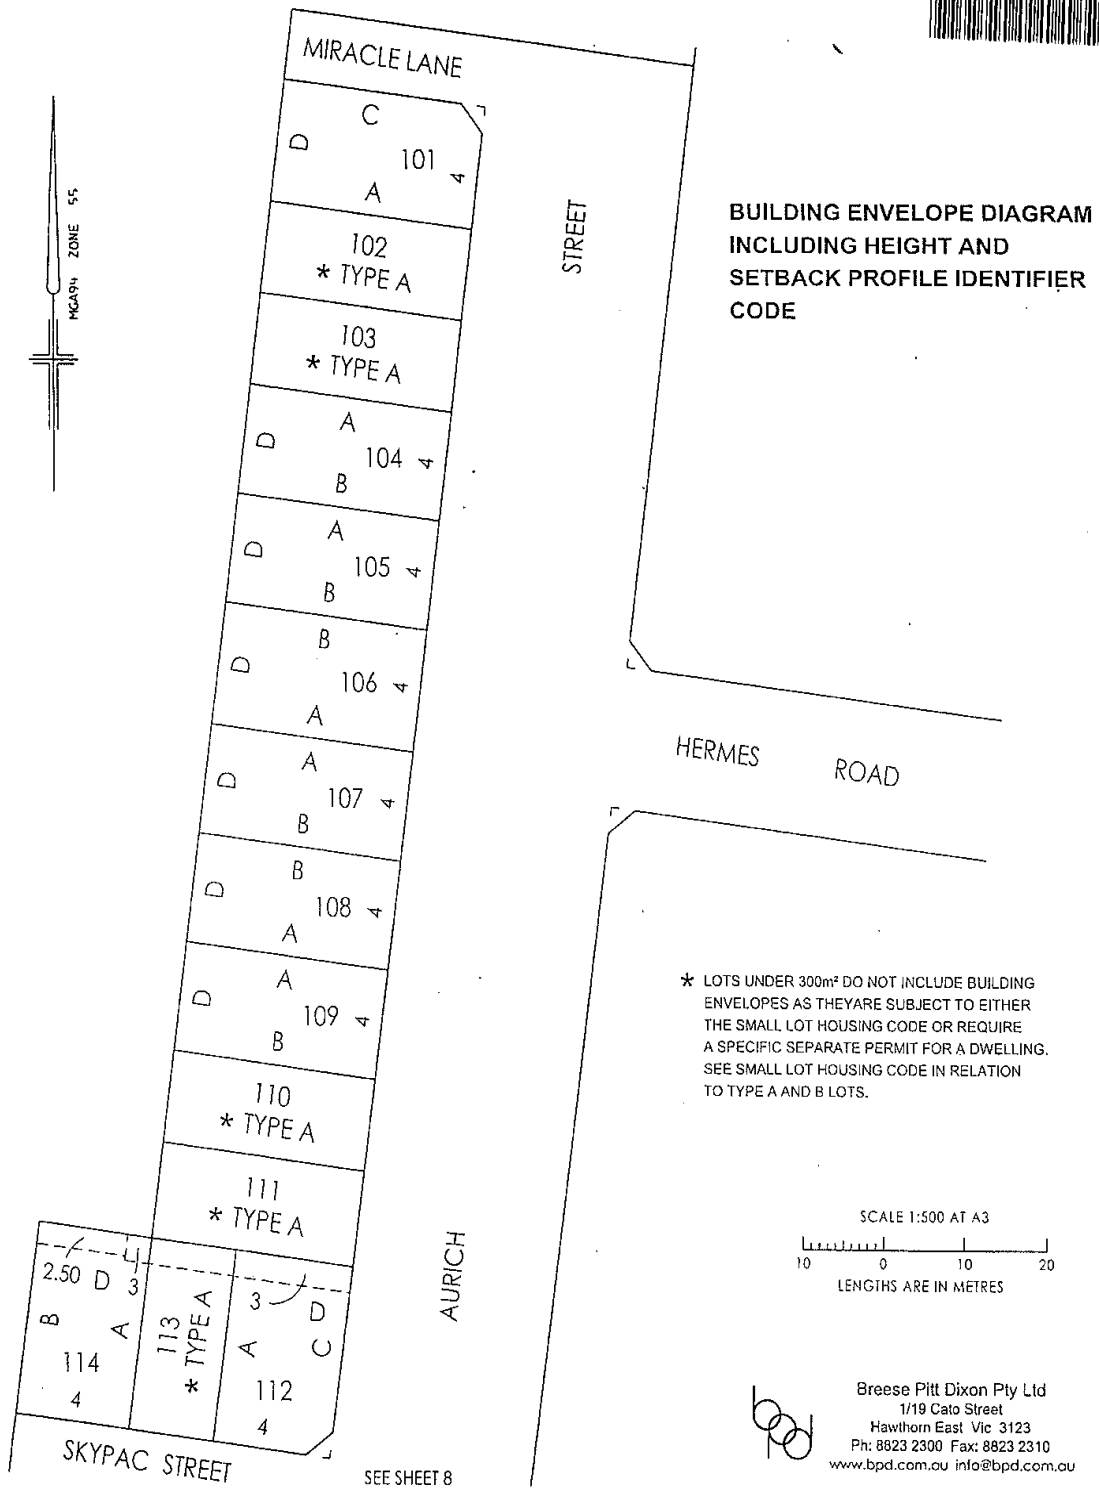 MIRACLE LANE
C
D
101
4
A
102
* TYPE A
103
* TYPE A
A
D
104
4
B
A
D
105
4
B
B
D
106
4
A
A
D
107
4
B
B
D
108
4
A
A
D
109
4
B
110
* TYPE A
111
* TYPE A
2.50 D 3
B
A
114
4
113
* TYPE A
3
D
A
C
112
4
SKYPAC STREET
SEE SHEET 8
AURICH
STREET
HERMES ROAD
MGA94 ZONE 55
BUILDING ENVELOPE DIAGRAM
INCLUDING HEIGHT AND
SETBACK PROFILE IDENTIFIER
CODE
* LOTS UNDER 300m² DO NOT INCLUDE BUILDING
ENVELOPES AS THEYARE SUBJECT TO EITHER
THE SMALL LOT HOUSING CODE OR REQUIRE
A SPECIFIC SEPARATE PERMIT FOR A DWELLING.
SEE SMALL LOT HOUSING CODE IN RELATION
TO TYPE A AND B LOTS.
SCALE 1:500 AT A3
10 0 10 20
LENGTHS ARE IN METRES
bpd
Breese Pitt Dixon Pty Ltd
1/19 Cato Street
Hawthorn East Vic 3123
Ph: 8823 2300 Fax: 8823 2310
www.bpd.com.au info@bpd.com.au